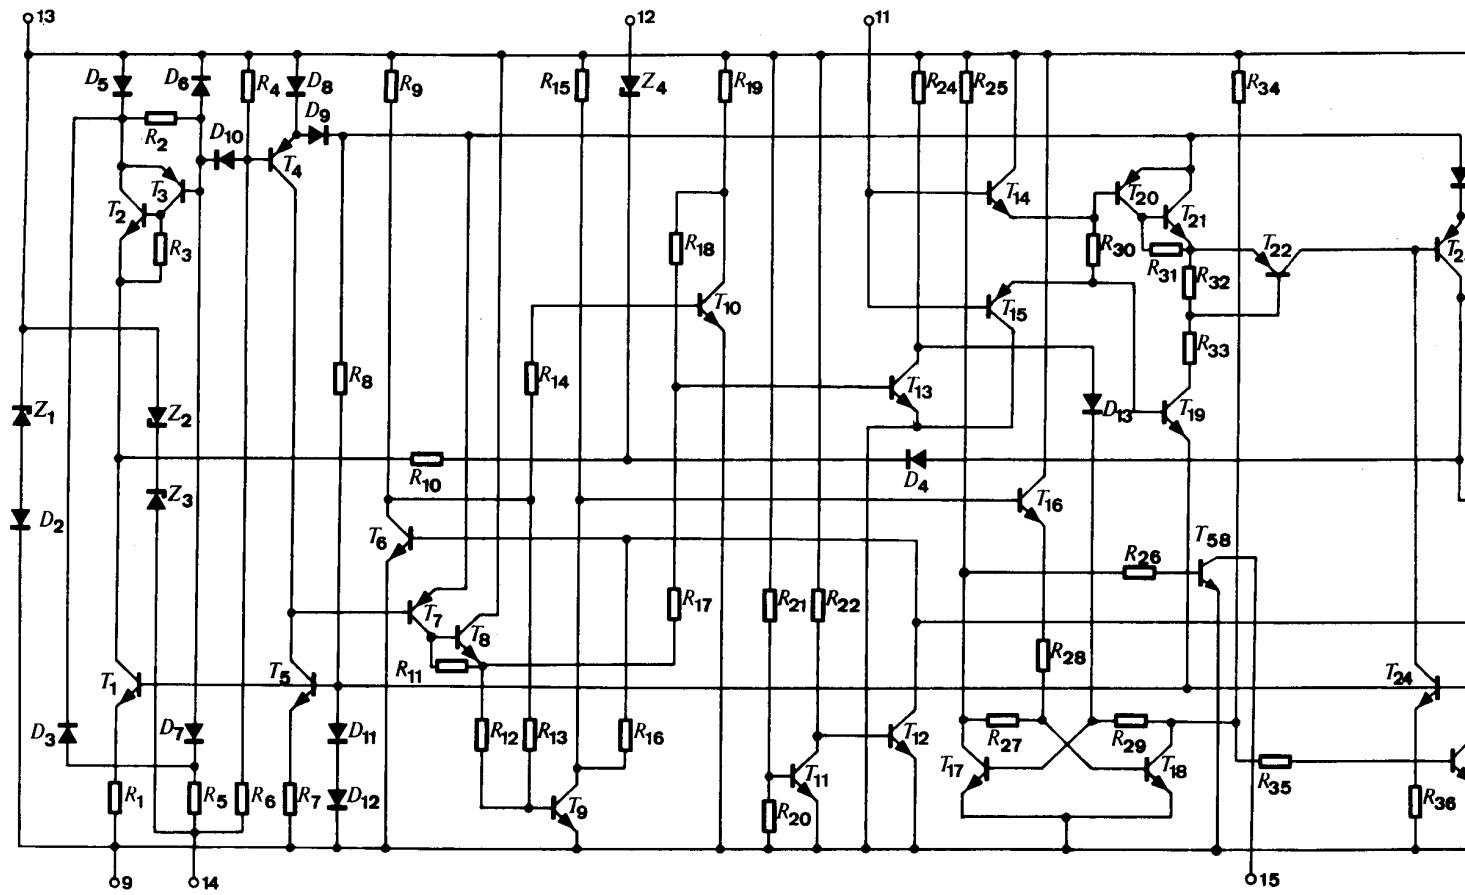 13 12 11
D5 D6 R4 D8 R9 R15 Z4 R19 R24 R25 R34
R2 D10 D9
T3 T4 T14 T20
T2 R3 R18 R30 T21 T22
R31 R32
T10 T15
R33
R8 R14 T13 D13 T19
Z1 Z2
R10 D4
Z3 T16
D2 T6 T58
R26
T7 T8 R17 R21 R22
R11 R28
T1 T5 T24
D3 D7 D11 R12 R13 R16 T12 R27 R29
T11 T17 T18 R35
R1 R5 R6 R7 D12 T9 R20 R36
9 14 15